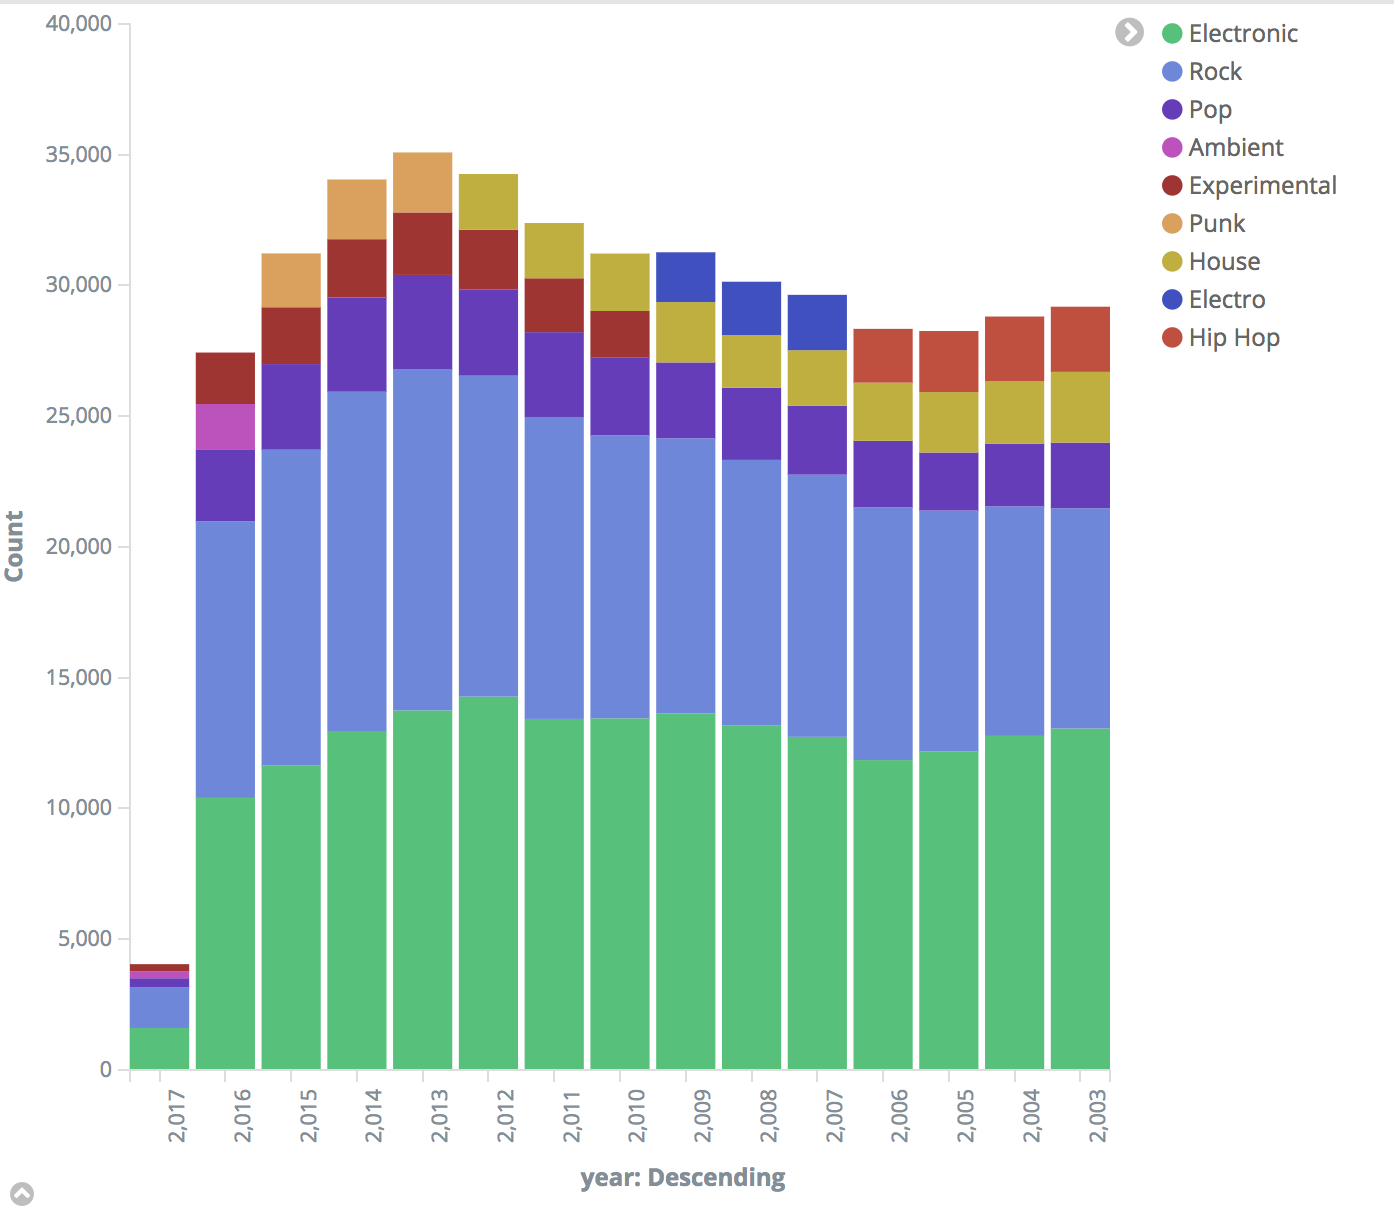 40,000
35,000
30,000
25,000
20,000
15,000
10,000
5,000
0
Count
2,017
2,016
2,015
2,014
2,013
2,012
2,011
2,010
2,009
2,008
2,007
2,006
2,005
2,004
2,003
year: Descending
Electronic
Rock
Pop
Ambient
Experimental
Punk
House
Electro
Hip Hop